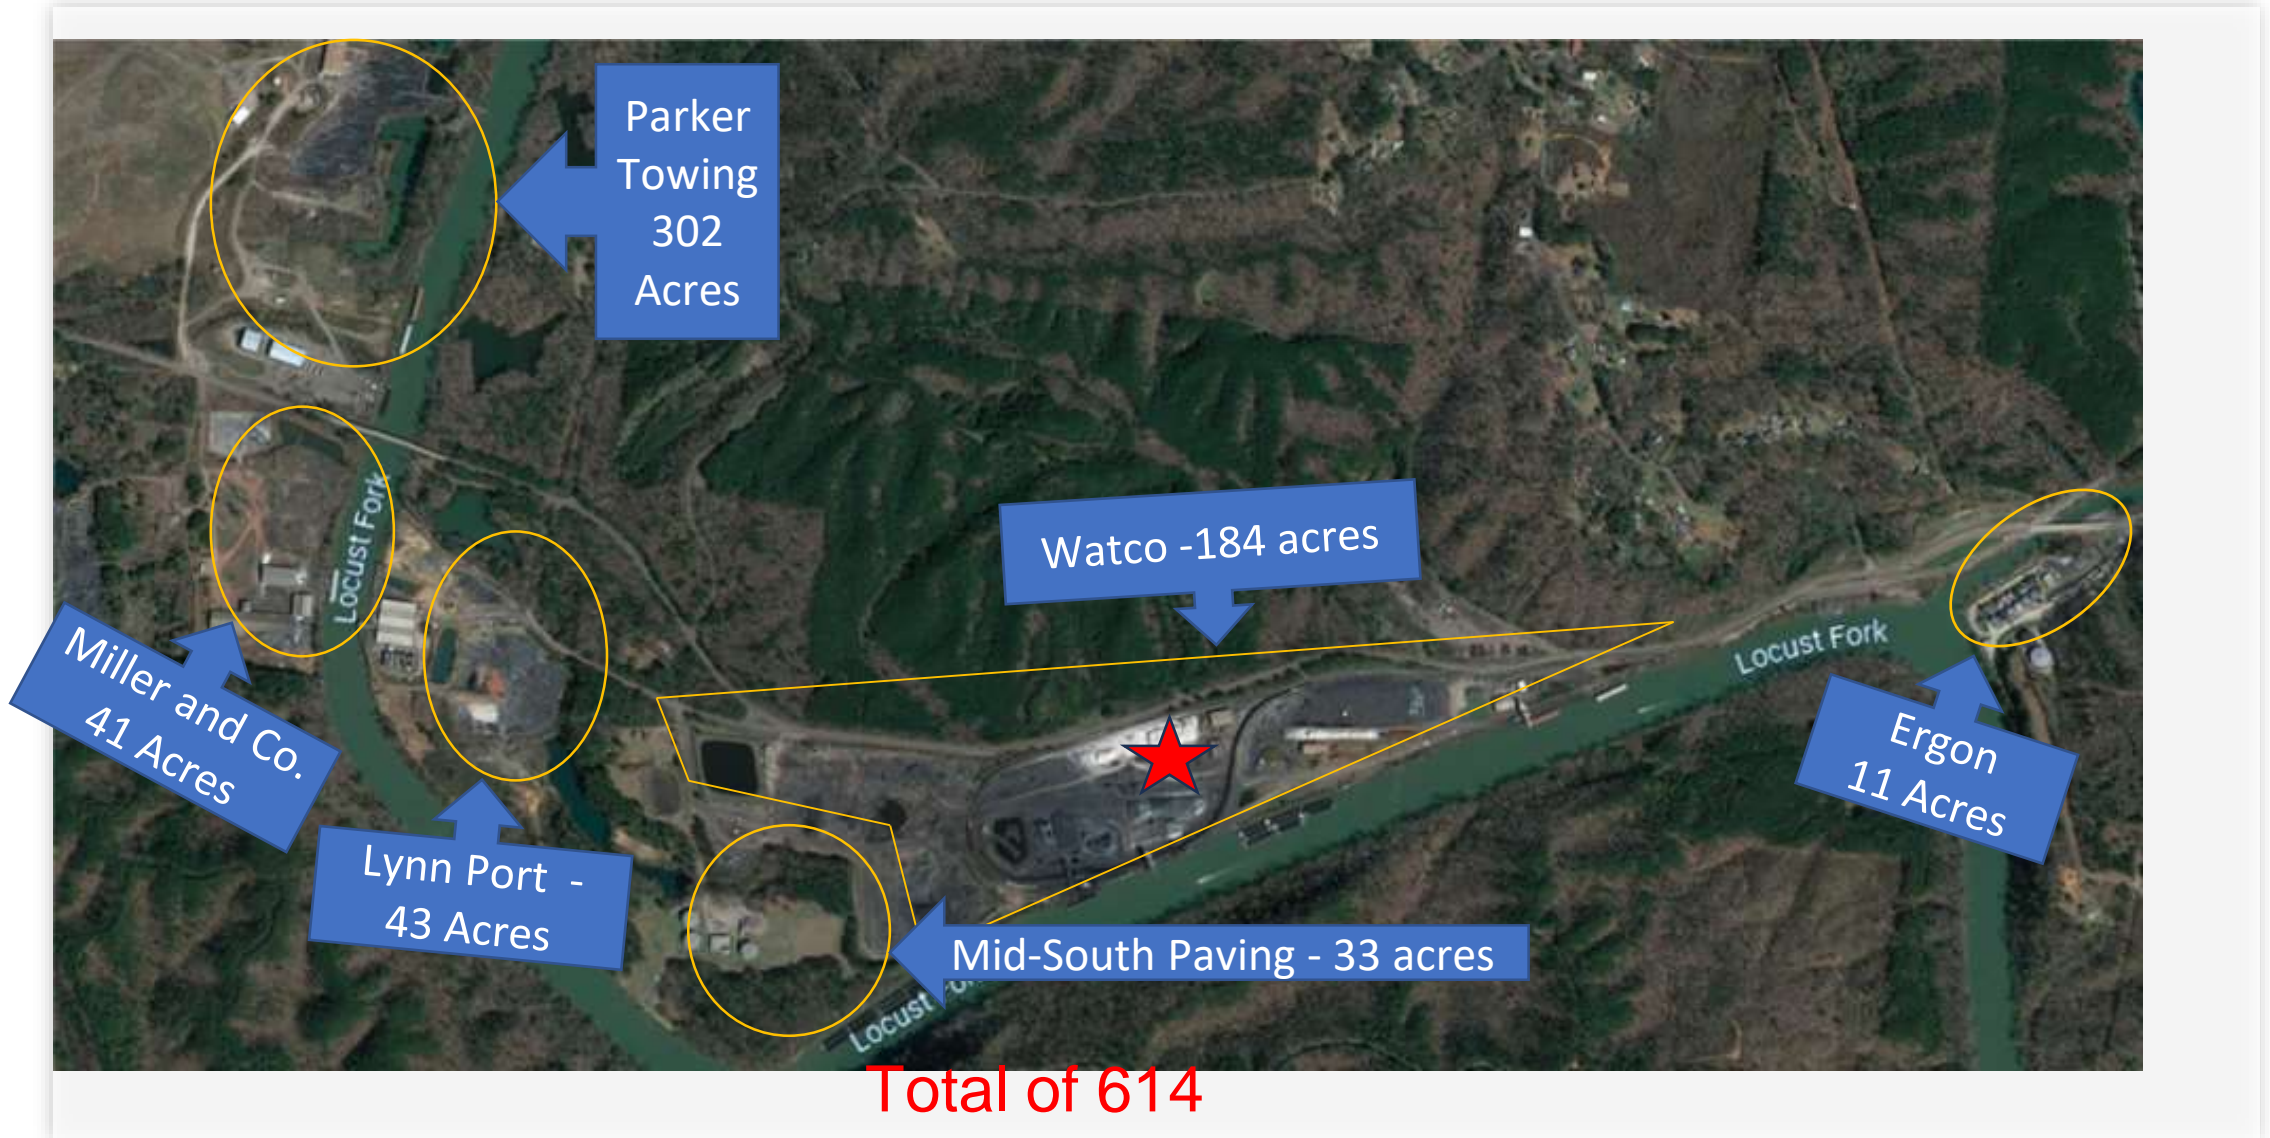 Parker
Towing
302
Acres
Locust Fork
Watco -184 acres
Locust Fork
Miller and Co.
41 Acres
Ergon
11 Acres
Lynn Port -
43 Acres
Mid-South Paving - 33 acres
Locust
Total of 614